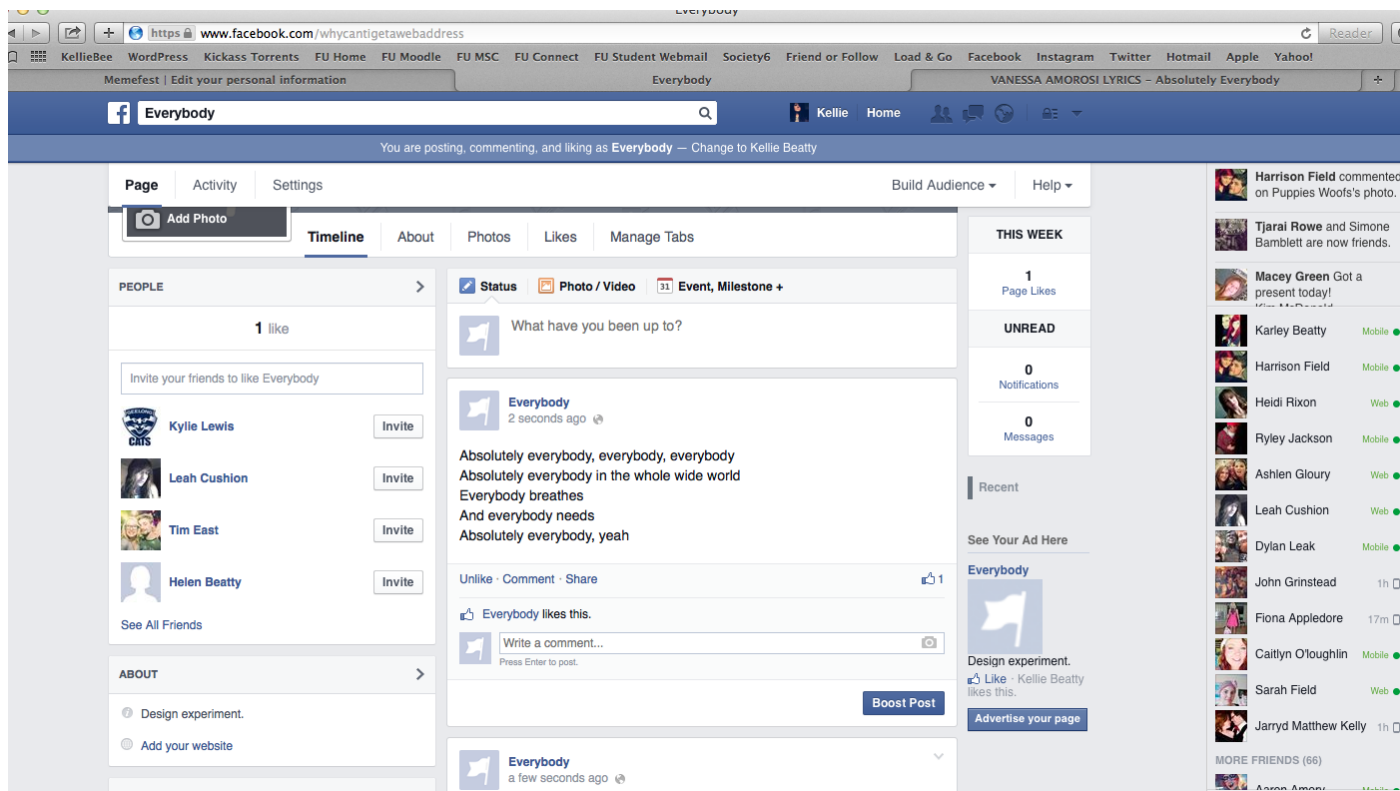 Everybody
https www.facebook.com/whycantigetawebaddress
Reader
KellieBee WordPress Kickass Torrents FU Home FU Moodle FU MSC FU Connect FU Student Webmail Society6 Friend or Follow Load & Go Facebook Instagram Twitter Hotmail Apple Yahoo!
Memefest | Edit your personal information
Everybody
VANESSA AMOROSI LYRICS - Absolutely Everybody
Everybody
Kellie Home
You are posting, commenting, and liking as Everybody — Change to Kellie Beatty
Page Activity Settings
Build Audience Help
Add Photo
Timeline About Photos Likes Manage Tabs
PEOPLE
1 like
Invite your friends to like Everybody
Kylie Lewis Invite
Leah Cushion Invite
Tim East Invite
Helen Beatty Invite
See All Friends
ABOUT
Design experiment.
Add your website
Status Photo / Video 31 Event, Milestone +
What have you been up to?
Everybody
2 seconds ago
Absolutely everybody, everybody, everybody
Absolutely everybody in the whole wide world
Everybody breathes
And everybody needs
Absolutely everybody, yeah
Unlike · Comment · Share 1
Everybody likes this.
Write a comment...
Press Enter to post.
Boost Post
Everybody
a few seconds ago
THIS WEEK
1
Page Likes
UNREAD
0
Notifications
0
Messages
Recent
See Your Ad Here
Everybody
Design experiment.
Like · Kellie Beatty
likes this.
Advertise your page
Harrison Field commented
on Puppies Woofs's photo.
Tjarai Rowe and Simone
Bamblett are now friends.
Macey Green Got a
present today!
Karley Beatty Mobile
Harrison Field Mobile
Heidi Rixon Web
Ryley Jackson Mobile
Ashlen Gloury Web
Leah Cushion Web
Dylan Leak Mobile
John Grinstead 1h
Fiona Appledore 17m
Caitlyn O'loughlin Mobile
Sarah Field Web
Jarryd Matthew Kelly 1h
MORE FRIENDS (66)
Aaron Amory Mobile